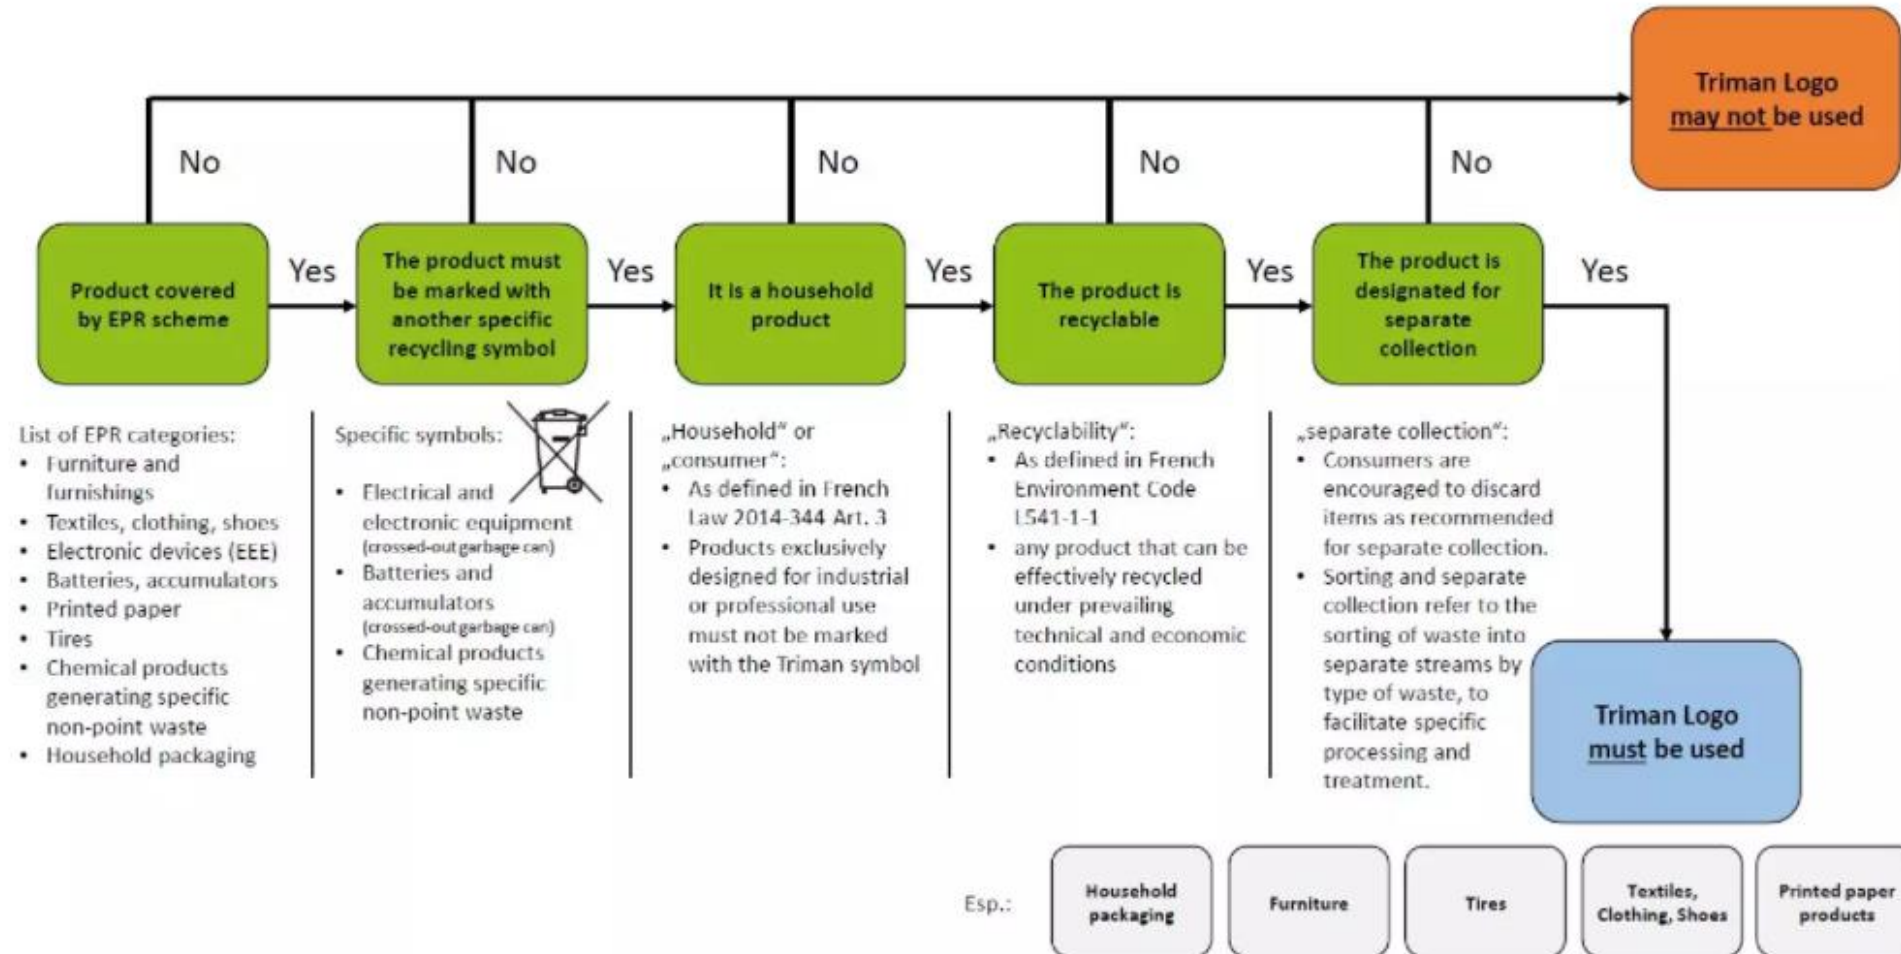 Triman Logo
may not be used
No
No
No
No
No
Product covered
by EPR scheme
Yes
The product must
be marked with
another specific
recycling symbol
Yes
It is a household
product
Yes
The product is
recyclable
Yes
The product is
designated for
separate
collection
Yes
List of EPR categories:
• Furniture and
furnishings
• Textiles, clothing, shoes
• Electronic devices (EEE)
• Batteries, accumulators
• Printed paper
• Tires
• Chemical products
generating specific
non-point waste
• Household packaging
Specific symbols:
• Electrical and
electronic equipment
(crossed-out garbage can)
• Batteries and
accumulators
(crossed-out garbage can)
• Chemical products
generating specific
non-point waste
„Household“ or
„consumer“:
• As defined in French
Law 2014-344 Art. 3
• Products exclusively
designed for industrial
or professional use
must not be marked
with the Triman symbol
„Recyclability“:
• As defined in French
Environment Code
L541-1-1
• any product that can be
effectively recycled
under prevailing
technical and economic
conditions
„separate collection“:
• Consumers are
encouraged to discard
items as recommended
for separate collection.
• Sorting and separate
collection refer to the
sorting of waste into
separate streams by
type of waste, to
facilitate specific
processing and
treatment.
Triman Logo
must be used
Esp.:
Household
packaging
Furniture
Tires
Textiles,
Clothing, Shoes
Printed paper
products